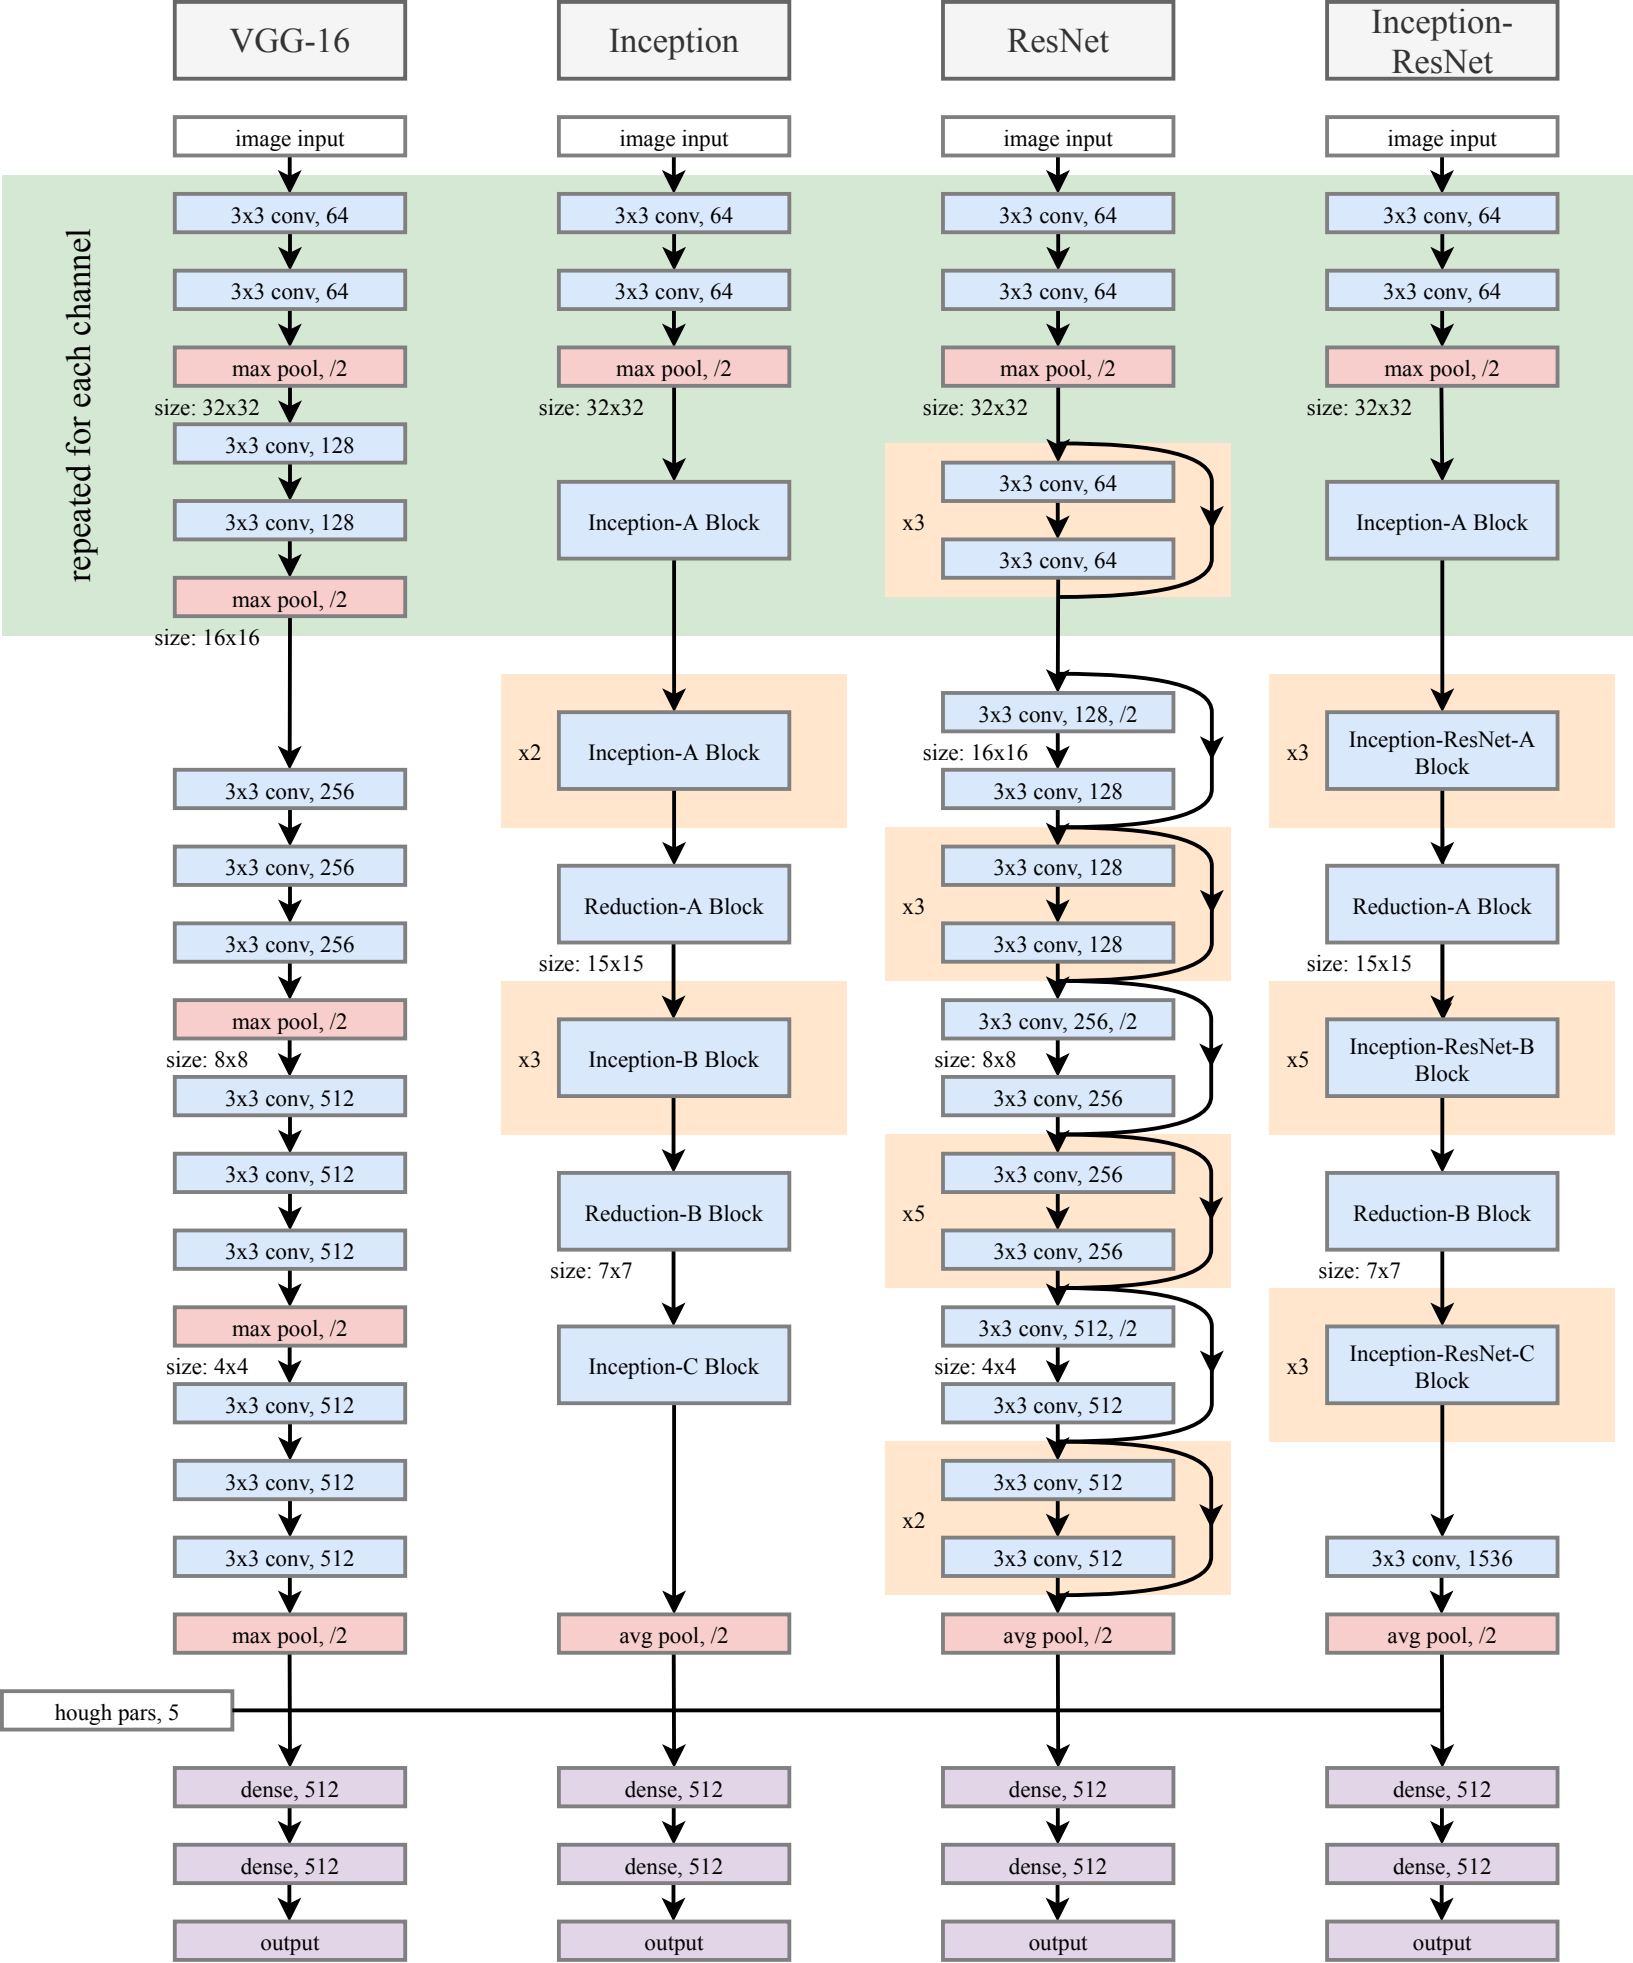 VGG-16
image input
3x3 conv, 64
3x3 conv, 64
max pool, /2
size: 32x32
3x3 conv, 128
3x3 conv, 128
max pool, /2
size: 16x16
3x3 conv, 256
3x3 conv, 256
3x3 conv, 256
max pool, /2
size: 8x8
3x3 conv, 512
3x3 conv, 512
3x3 conv, 512
max pool, /2
size: 4x4
3x3 conv, 512
3x3 conv, 512
3x3 conv, 512
max pool, /2
dense, 512
dense, 512
output
repeated for each channel
hough pars, 5
Inception
image input
3x3 conv, 64
3x3 conv, 64
max pool, /2
size: 32x32
Inception-A Block
x2
Inception-A Block
Reduction-A Block
size: 15x15
x3
Inception-B Block
Reduction-B Block
size: 7x7
Inception-C Block
avg pool, /2
dense, 512
dense, 512
output
ResNet
image input
3x3 conv, 64
3x3 conv, 64
max pool, /2
size: 32x32
3x3 conv, 64
x3
3x3 conv, 64
3x3 conv, 128, /2
size: 16x16
3x3 conv, 128
3x3 conv, 128
x3
3x3 conv, 128
3x3 conv, 256, /2
size: 8x8
3x3 conv, 256
3x3 conv, 256
x5
3x3 conv, 256
3x3 conv, 512, /2
size: 4x4
3x3 conv, 512
3x3 conv, 512
x2
3x3 conv, 512
avg pool, /2
dense, 512
dense, 512
output
Inception-
ResNet
image input
3x3 conv, 64
3x3 conv, 64
max pool, /2
size: 32x32
Inception-A Block
x3
Inception-ResNet-A
Block
Reduction-A Block
size: 15x15
x5
Inception-ResNet-B
Block
Reduction-B Block
size: 7x7
x3
Inception-ResNet-C
Block
3x3 conv, 1536
avg pool, /2
dense, 512
dense, 512
output